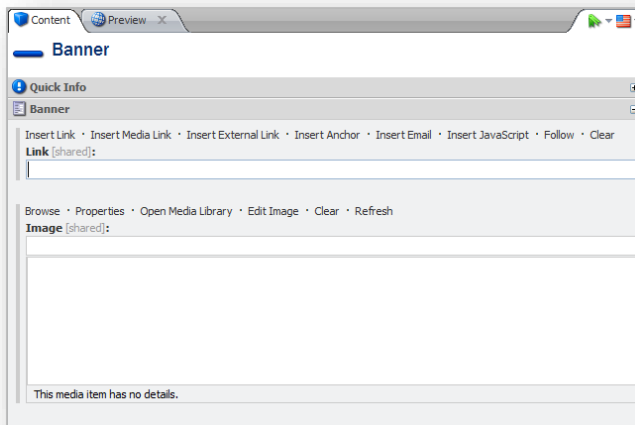 Content Preview X
Banner
Quick Info
Banner
Insert Link · Insert Media Link · Insert External Link · Insert Anchor · Insert Email · Insert JavaScript · Follow · Clear
Link [shared]:
Browse · Properties · Open Media Library · Edit Image · Clear · Refresh
Image [shared]:
This media item has no details.